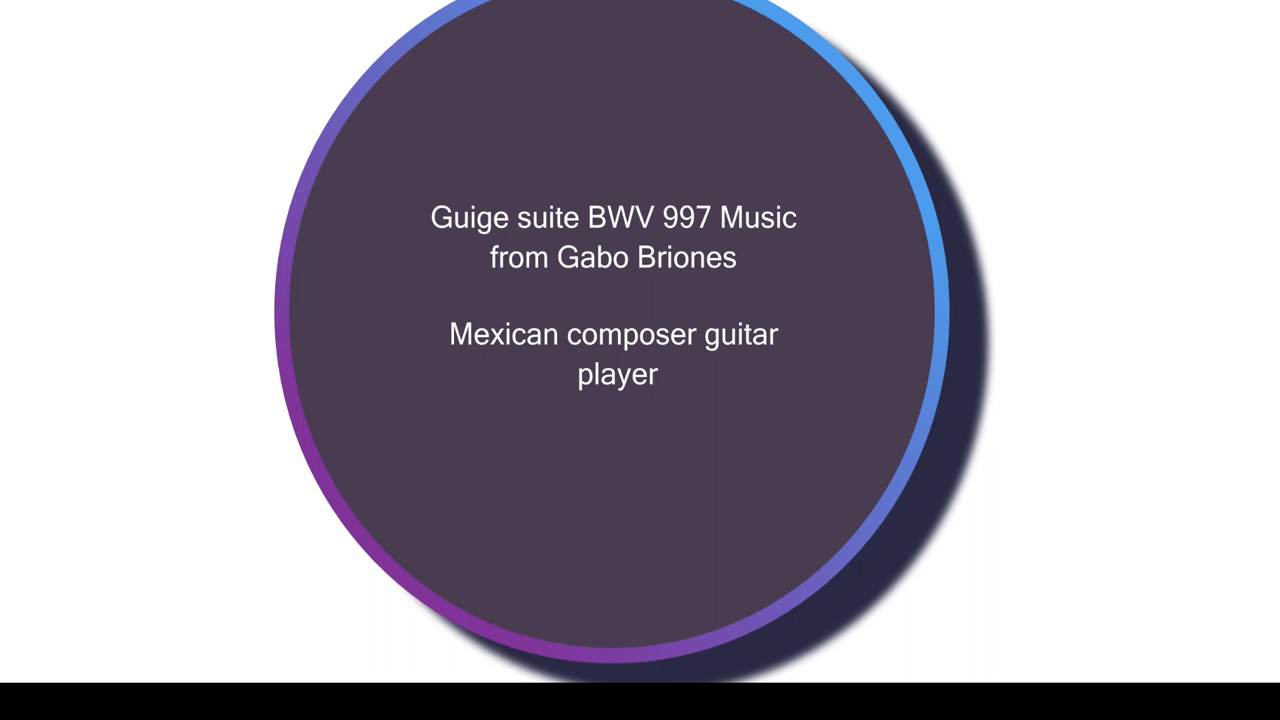 Guige suite BWV 997 Music
from Gabo Briones
Mexican composer guitar
player